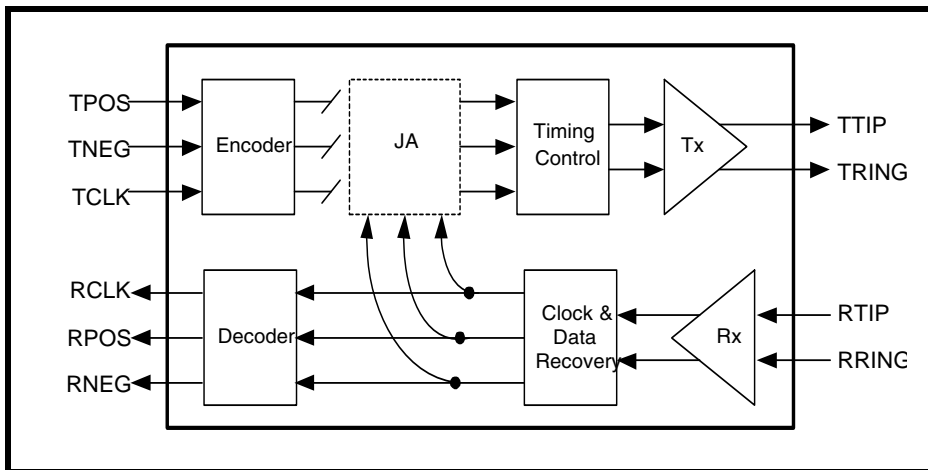 TPOS
TNEG
TCLK
Encoder
JA
Timing
Control
Tx
TTIP
TRING
RCLK
RPOS
RNEG
Decoder
Clock &
Data
Recovery
Rx
RTIP
RRING